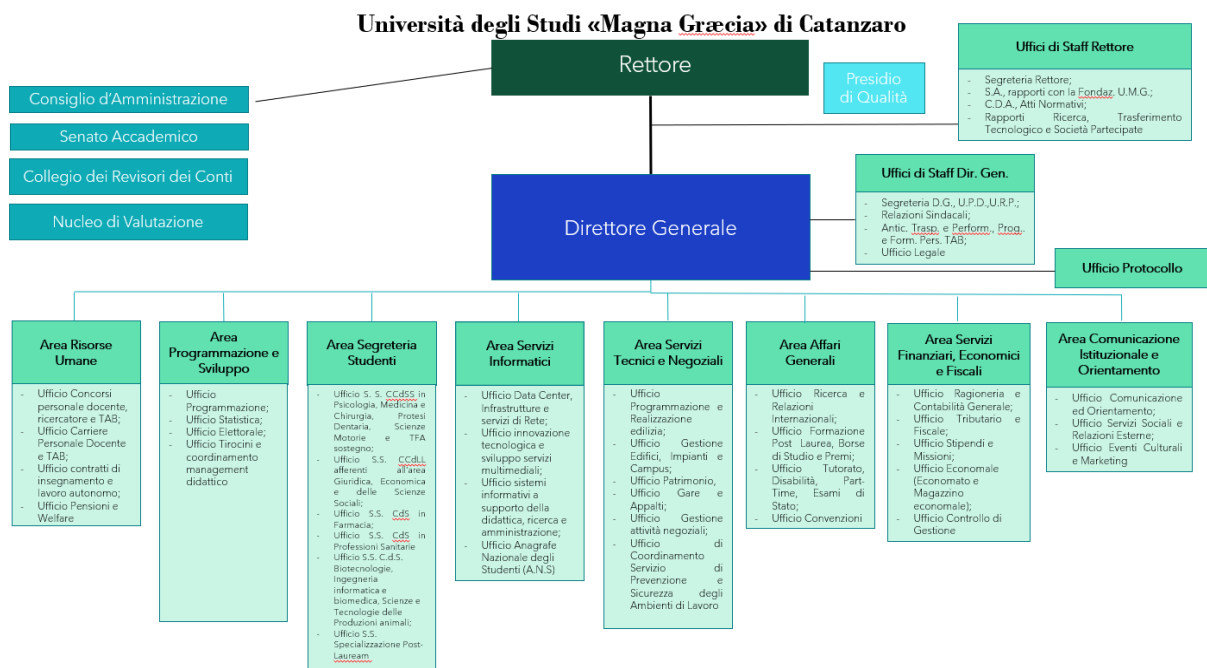 Università degli Studi «Magna Græcia» di Catanzaro
Rettore
Consiglio d'Amministrazione
Senato Accademico
Collegio dei Revisori dei Conti
Nucleo di Valutazione
Presidio
di Qualità
Uffici di Staff Rettore
- Segreteria Rettore;
- S.A., rapporti con la Fondaz. U.M.G.;
- C.D.A., Atti Normativi;
- Rapporti Ricerca, Trasferimento
Tecnologico e Società Partecipate
Direttore Generale
Uffici di Staff Dir. Gen.
- Segreteria D.G., U.P.D.,U.R.P.;
- Relazioni Sindacali;
- Antic. Trasp. e Perform., Prog..
e Form. Pers. TAB;
- Ufficio Legale
Ufficio Protocollo
Area Risorse
Umane
- Ufficio Concorsi
personale docente,
ricercatore e TAB;
- Ufficio Carriere
Personale Docente
e TAB;
- Ufficio contratti di
insegnamento e
lavoro autonomo;
- Ufficio Pensioni e
Welfare
Area
Programmazione e
Sviluppo
- Ufficio
Programmazione;
- Ufficio Statistica;
- Ufficio Elettorale;
- Ufficio Tirocini e
coordinamento
management
didattico
Area Segreteria
Studenti
- Ufficio S. S. CCdSS in
Psicologia, Medicina e
Chirurgia, Protesi
Dentaria, Scienze
Motorie e TFA
sostegno;
- Ufficio S.S. CCdLL
afferenti all'area
Giuridica, Economica
e delle Scienze
Sociali;
- Ufficio S.S. CdS in
Farmacia;
- Ufficio S.S. CdS in
Professioni Sanitarie
- Ufficio S.S. C.d.S.
Biotecnologie,
Ingegneria
informatica e
biomedica, Scienze e
Tecnologie delle
Produzioni animali;
- Ufficio S.S.
Specializzazione Post-
Lauream
Area Servizi
Informatici
- Ufficio Data Center,
Infrastrutture e
servizi di Rete;
- Ufficio innovazione
tecnologica e
sviluppo servizi
multimediali;
- Ufficio sistemi
informativi a
supporto della
didattica, ricerca e
amministrazione;
- Ufficio Anagrafe
Nazionale degli
Studenti (A.N.S)
Area Servizi
Tecnici e Negoziali
- Ufficio
Programmazione e
Realizzazione
edilizia;
- Ufficio Gestione
Edifici, Impianti e
Campus;
- Ufficio Patrimonio,
- Ufficio Gare e
Appalti;
- Ufficio Gestione
attività negoziali;
- Ufficio di
Coordinamento
Servizio di
Prevenzione e
Sicurezza degli
Ambienti di Lavoro
Area Affari
Generali
- Ufficio Ricerca e
Relazioni
Internazionali;
- Ufficio Formazione
Post Laurea, Borse
di Studio e Premi;
- Ufficio Tutorato,
Disabilità, Part-
Time, Esami di
Stato;
- Ufficio Convenzioni
Area Servizi
Finanziari, Economici
e Fiscali
- Ufficio Ragioneria e
Contabilità Generale;
- Ufficio Tributario e
Fiscale;
- Ufficio Stipendi e
Missioni;
- Ufficio Economale
(Economato e
Magazzino
economale);
- Ufficio Controllo di
Gestione
Area Comunicazione
Istituzionale e
Orientamento
- Ufficio Comunicazione
ed Orientamento;
- Ufficio Servizi Sociali e
Relazioni Esterne;
- Ufficio Eventi Culturali
e Marketing